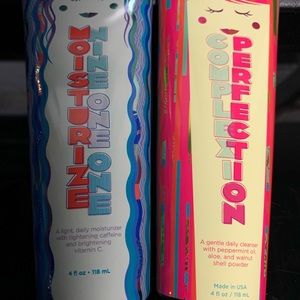 MOISTURIZE
NINE ONE ONE
A light, daily moisturizer
with tightening caffeine
and brightening
vitamin C.
4 fl oz • 118 mL
COMPLEXION
PERFECTION
A gentle daily cleanser
with peppermint oil,
aloe, and walnut
shell powder
Made in USA
4 fl oz / 118 mL